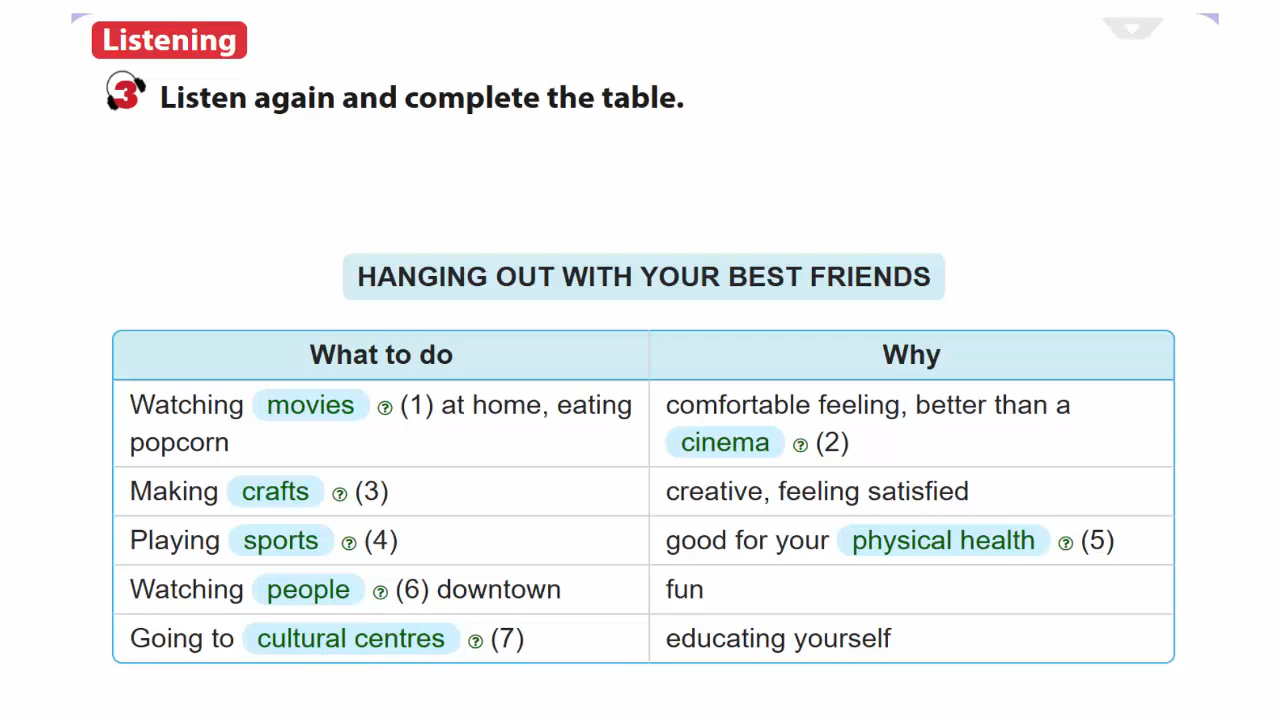 Listening
3 Listen again and complete the table.
HANGING OUT WITH YOUR BEST FRIENDS
What to do
Why
Watching movies ? (1) at home, eating
popcorn
comfortable feeling, better than a
cinema ? (2)
Making crafts ? (3)
creative, feeling satisfied
Playing sports ? (4)
good for your physical health ? (5)
Watching people ? (6) downtown
fun
Going to cultural centres ? (7)
educating yourself